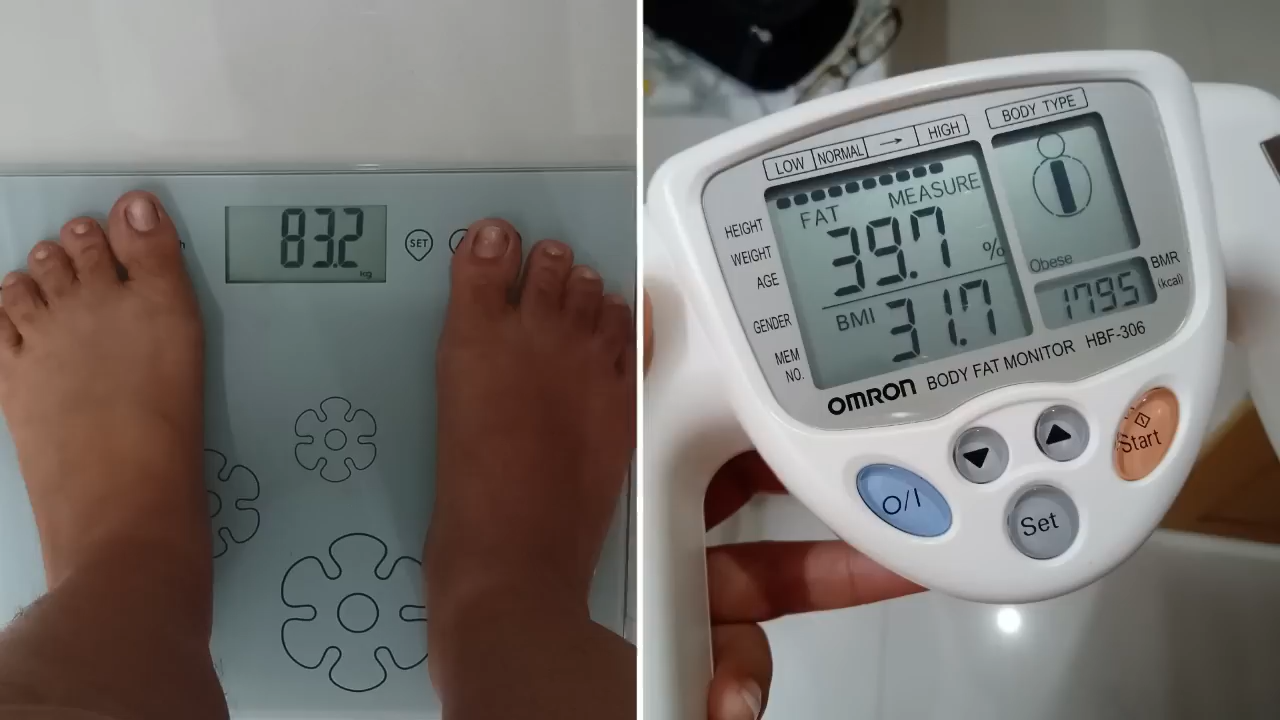 83.2
kg
SET
LOW NORMAL → HIGH
BODY TYPE
HEIGHT
WEIGHT
AGE
GENDER
MEM
NO.
MEASURE
FAT
39.7 %
BMI 31.7
Obese
1795
BMR
(kcal)
OMRON BODY FAT MONITOR HBF-306
O/I
Start
Set